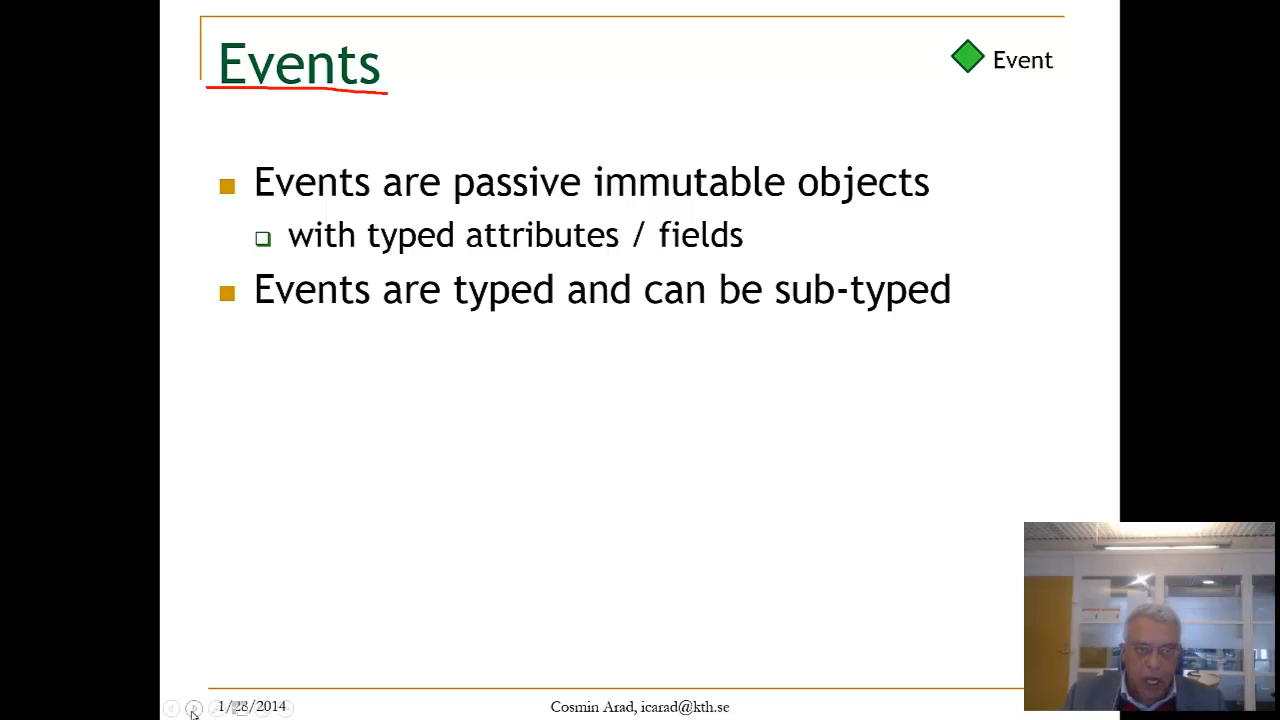 Events
Event
Events are passive immutable objects
with typed attributes / fields
Events are typed and can be sub-typed
1/28/2014
Cosmin Arad, icarad@kth.se